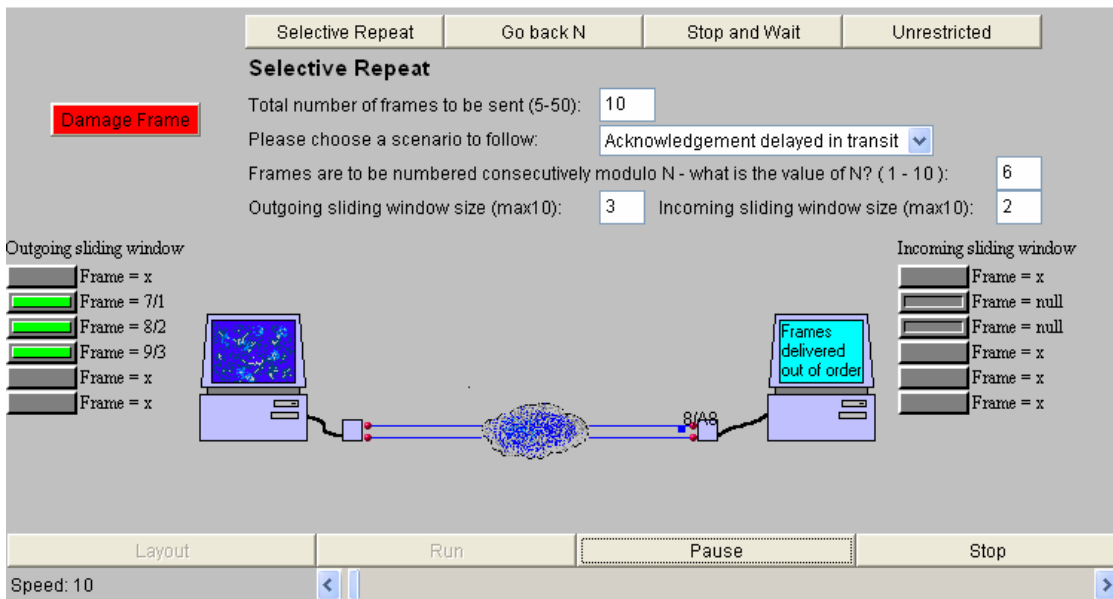 Selective Repeat Go back N Stop and Wait Unrestricted
Selective Repeat
Damage Frame
Total number of frames to be sent (5-50): 10
Please choose a scenario to follow: Acknowledgement delayed in transit
Frames are to be numbered consecutively modulo N - what is the value of N? ( 1 - 10 ): 6
Outgoing sliding window size (max10): 3 Incoming sliding window size (max10): 2
Outgoing sliding window
Frame = x
Frame = 7/1
Frame = 8/2
Frame = 9/3
Frame = x
Frame = x
Frames
delivered
out of order
8/A8
Incoming sliding window
Frame = x
Frame = null
Frame = null
Frame = x
Frame = x
Frame = x
Layout Run Pause Stop
Speed: 10